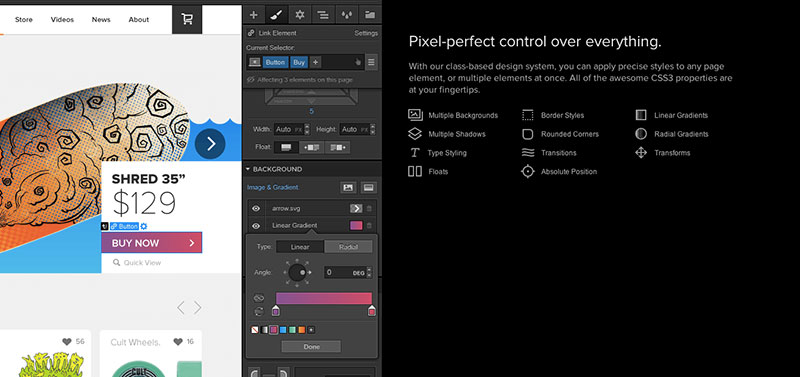 Store Videos News About
SHRED 35”
$129
Button
BUY NOW
Quick View
56
Cult Wheels.
16
CULT
Link Element Settings
Current Selector:
Button Buy +
Affecting 3 elements on this page
5
Width: Auto PX Height: Auto PX
Float:
BACKGROUND
Image & Gradient
arrow.svg
Linear Gradient
Type: Linear Radial
Angle: 0 DEG
Done
Pixel-perfect control over everything.
With our class-based design system, you can apply precise styles to any page
element, or multiple elements at once. All of the awesome CSS3 properties are
at your fingertips.
Multiple Backgrounds Border Styles Linear Gradients
Multiple Shadows Rounded Corners Radial Gradients
Type Styling Transitions Transforms
Floats Absolute Position